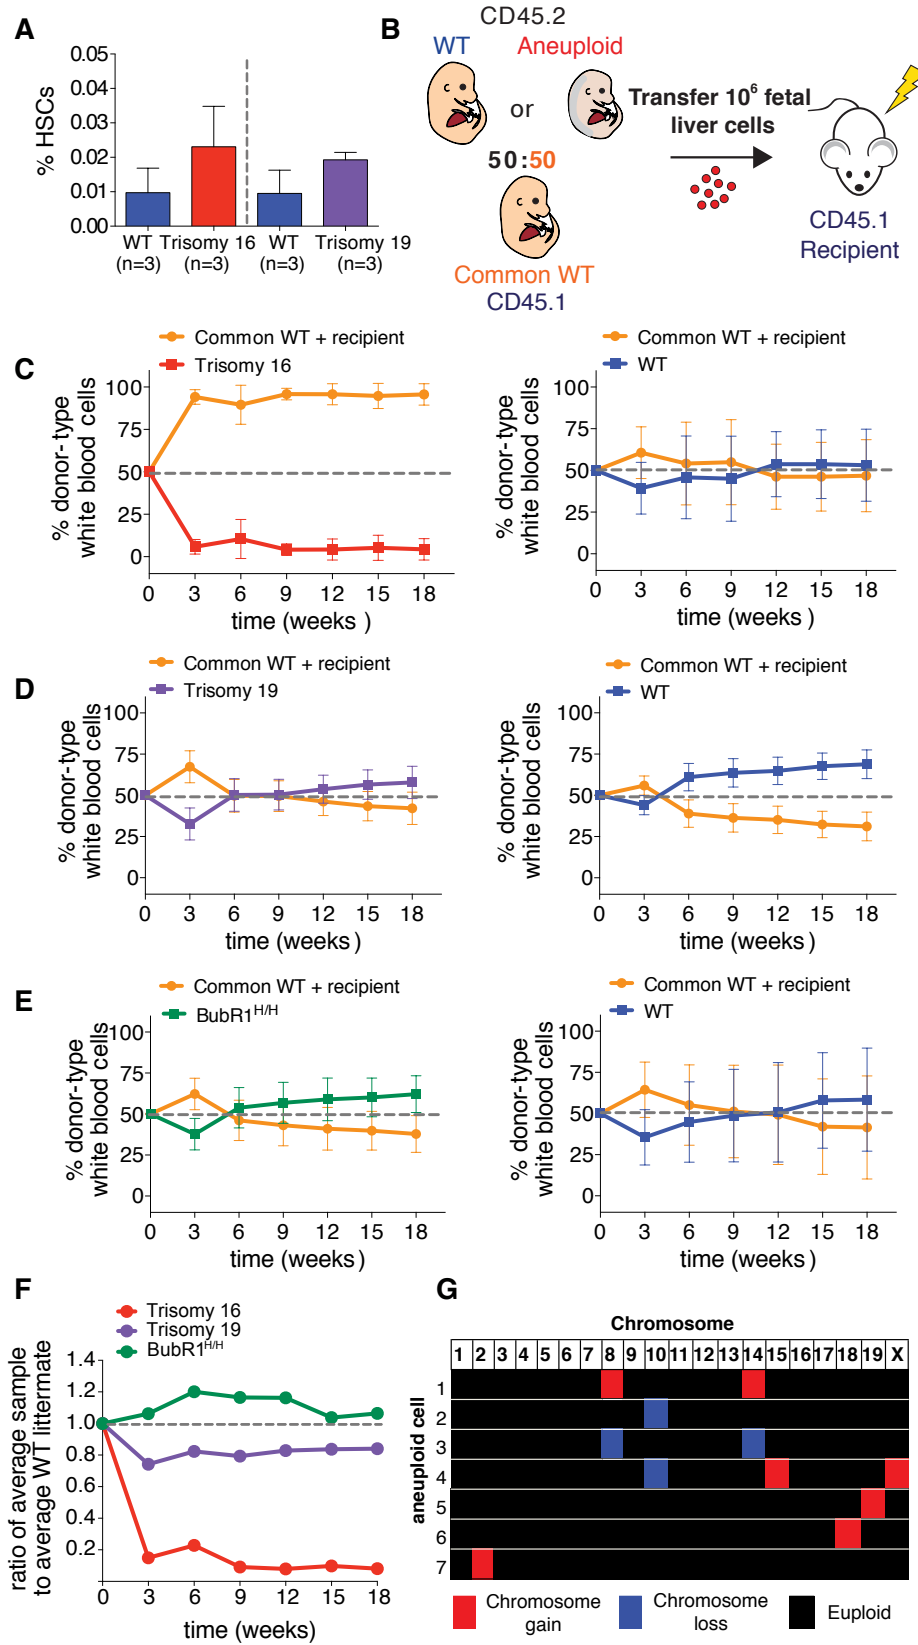 A
% HSCs
0.05
0.04
0.03
0.02
0.01
0.00
WT Trisomy 16 WT Trisomy 19
(n=3) (n=3) (n=3) (n=3)
B
CD45.2
WT Aneuploid
or
50:50
Common WT
CD45.1
Transfer 10⁶ fetal
liver cells
CD45.1
Recipient
C
Common WT + recipient
Trisomy 16
% donor-type
white blood cells
100
75
50
25
0
0 3 6 9 12 15 18
time (weeks )
Common WT + recipient
WT
% donor-type
white blood cells
100
75
50
25
0
0 3 6 9 12 15 18
time (weeks)
D
Common WT + recipient
Trisomy 19
% donor-type
white blood cells
100
75
50
25
0
0 3 6 9 12 15 18
time (weeks )
Common WT + recipient
WT
% donor-type
white blood cells
100
75
50
25
0
0 3 6 9 12 15 18
time (weeks )
E
Common WT + recipient
BubR1H/H
% donor-type
white blood cells
100
75
50
25
0
0 3 6 9 12 15 18
time (weeks)
Common WT + recipient
WT
% donor-type
white blood cells
100
75
50
25
0
0 3 6 9 12 15 18
time (weeks)
F
Trisomy 16
Trisomy 19
BubR1H/H
ratio of average sample
to average WT littermate
1.4
1.2
1.0
0.8
0.6
0.4
0.2
0 3 6 9 12 15 18
time (weeks)
G
Chromosome
1 2 3 4 5 6 7 8 9 10 11 12 13 14 15 16 17 18 19 X
aneuploid cell
1
2
3
4
5
6
7
Chromosome
gain
Chromosome
loss
Euploid